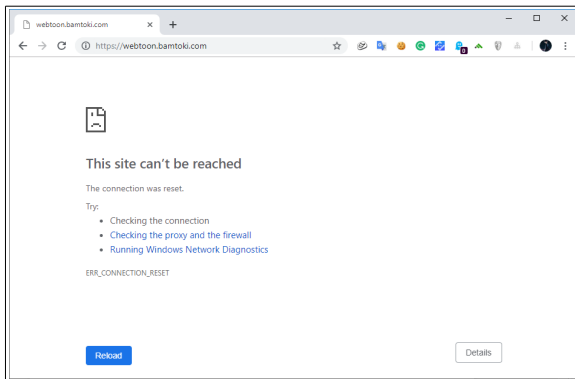 webtoon.bamtoki.com
https://webtoon.bamtoki.com
0
This site can't be reached
The connection was reset.
Try:
• Checking the connection
• Checking the proxy and the firewall
• Running Windows Network Diagnostics
ERR_CONNECTION_RESET
Reload
Details